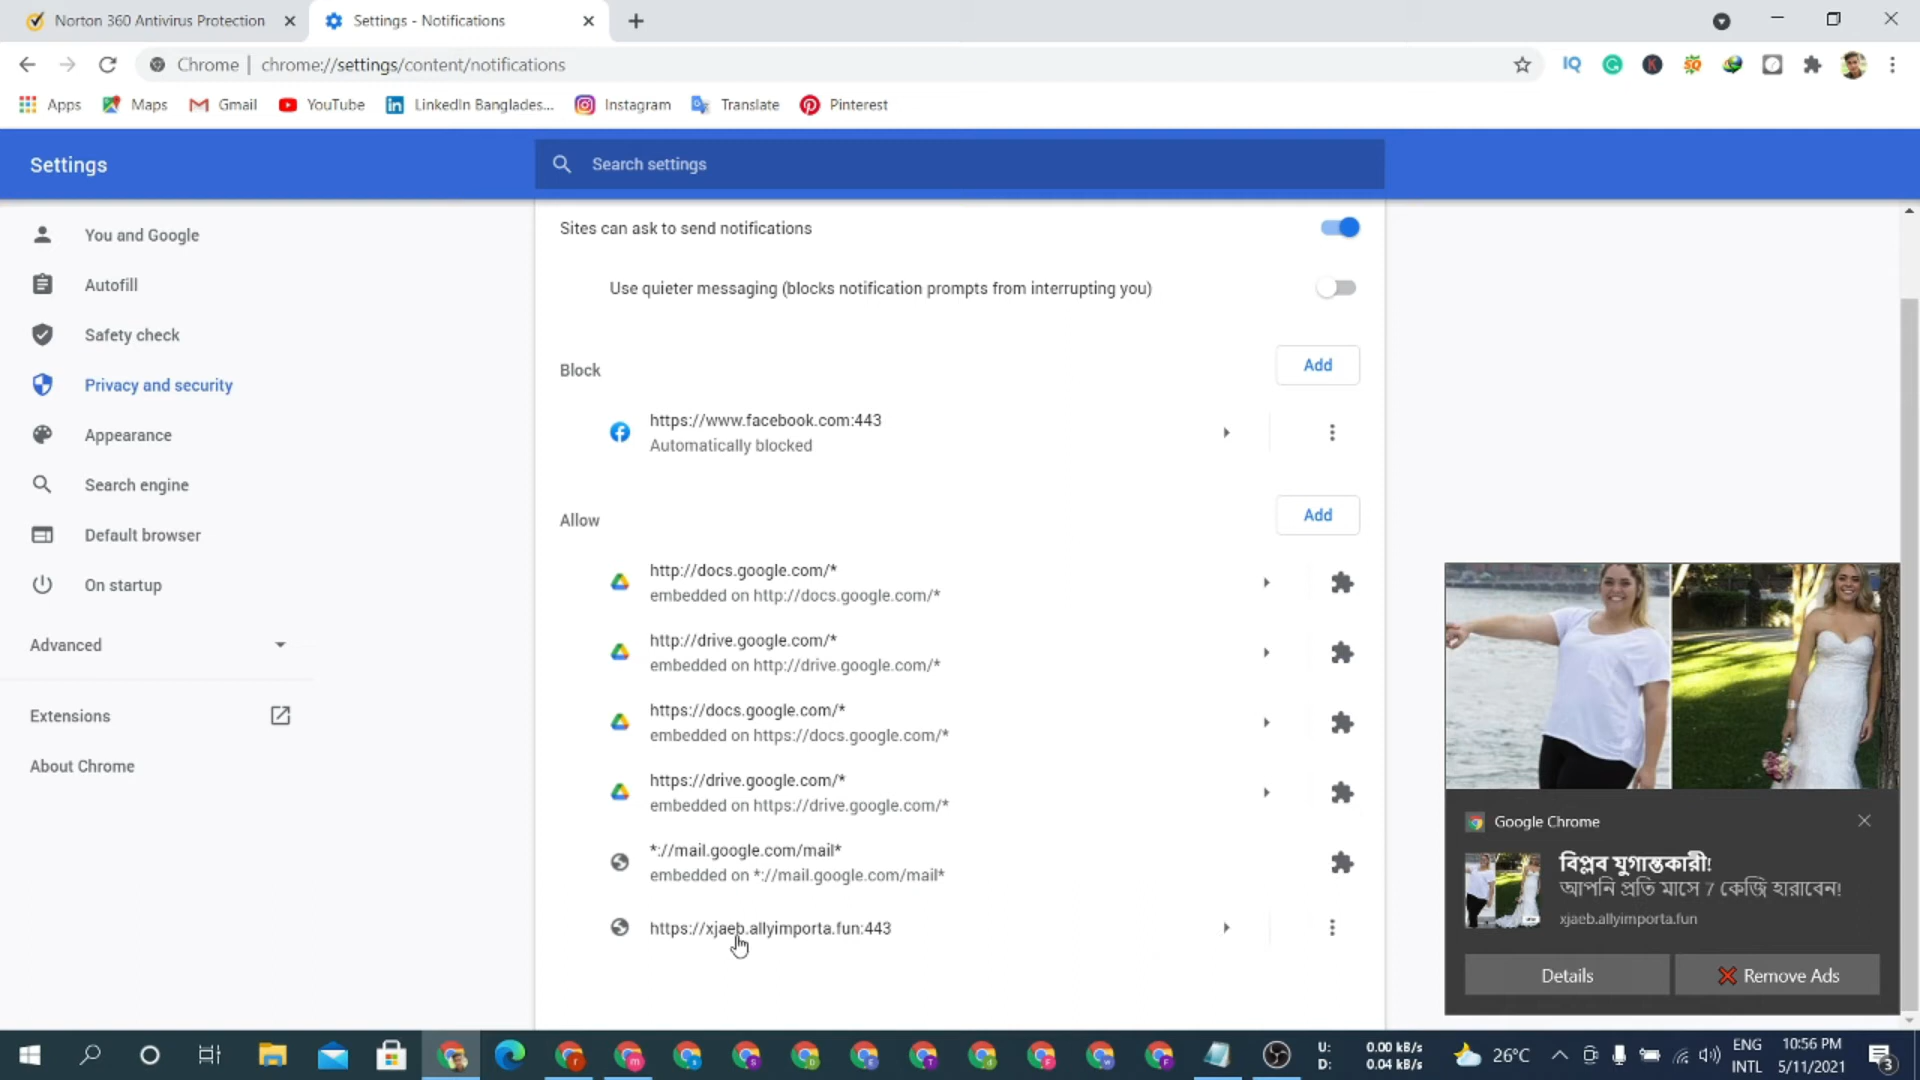 Norton 360 Antivirus Protection
Settings - Notifications
Chrome | chrome://settings/content/notifications
Apps Maps Gmail YouTube LinkedIn Banglades... Instagram Translate Pinterest
Settings
Search settings
You and Google
Autofill
Safety check
Privacy and security
Appearance
Search engine
Default browser
On startup
Advanced
Extensions
About Chrome
Sites can ask to send notifications
Use quieter messaging (blocks notification prompts from interrupting you)
Block
Add
https://www.facebook.com:443
Automatically blocked
Allow
Add
http://docs.google.com/*
embedded on http://docs.google.com/*
http://drive.google.com/*
embedded on http://drive.google.com/*
https://docs.google.com/*
embedded on https://docs.google.com/*
https://drive.google.com/*
embedded on https://drive.google.com/*
*://mail.google.com/mail*
embedded on *://mail.google.com/mail*
https://xjaeb.allyimporta.fun:443
Google Chrome
বিপ্লব যুগান্তকারী!
আপনি প্রতি মাসে 7 কেজি হারাবেন!
xjaeb.allyimporta.fun
Details
Remove Ads
U: 0.00 kB/s
D: 0.04 kB/s
26°C
ENG
INTL
10:56 PM
5/11/2021
3